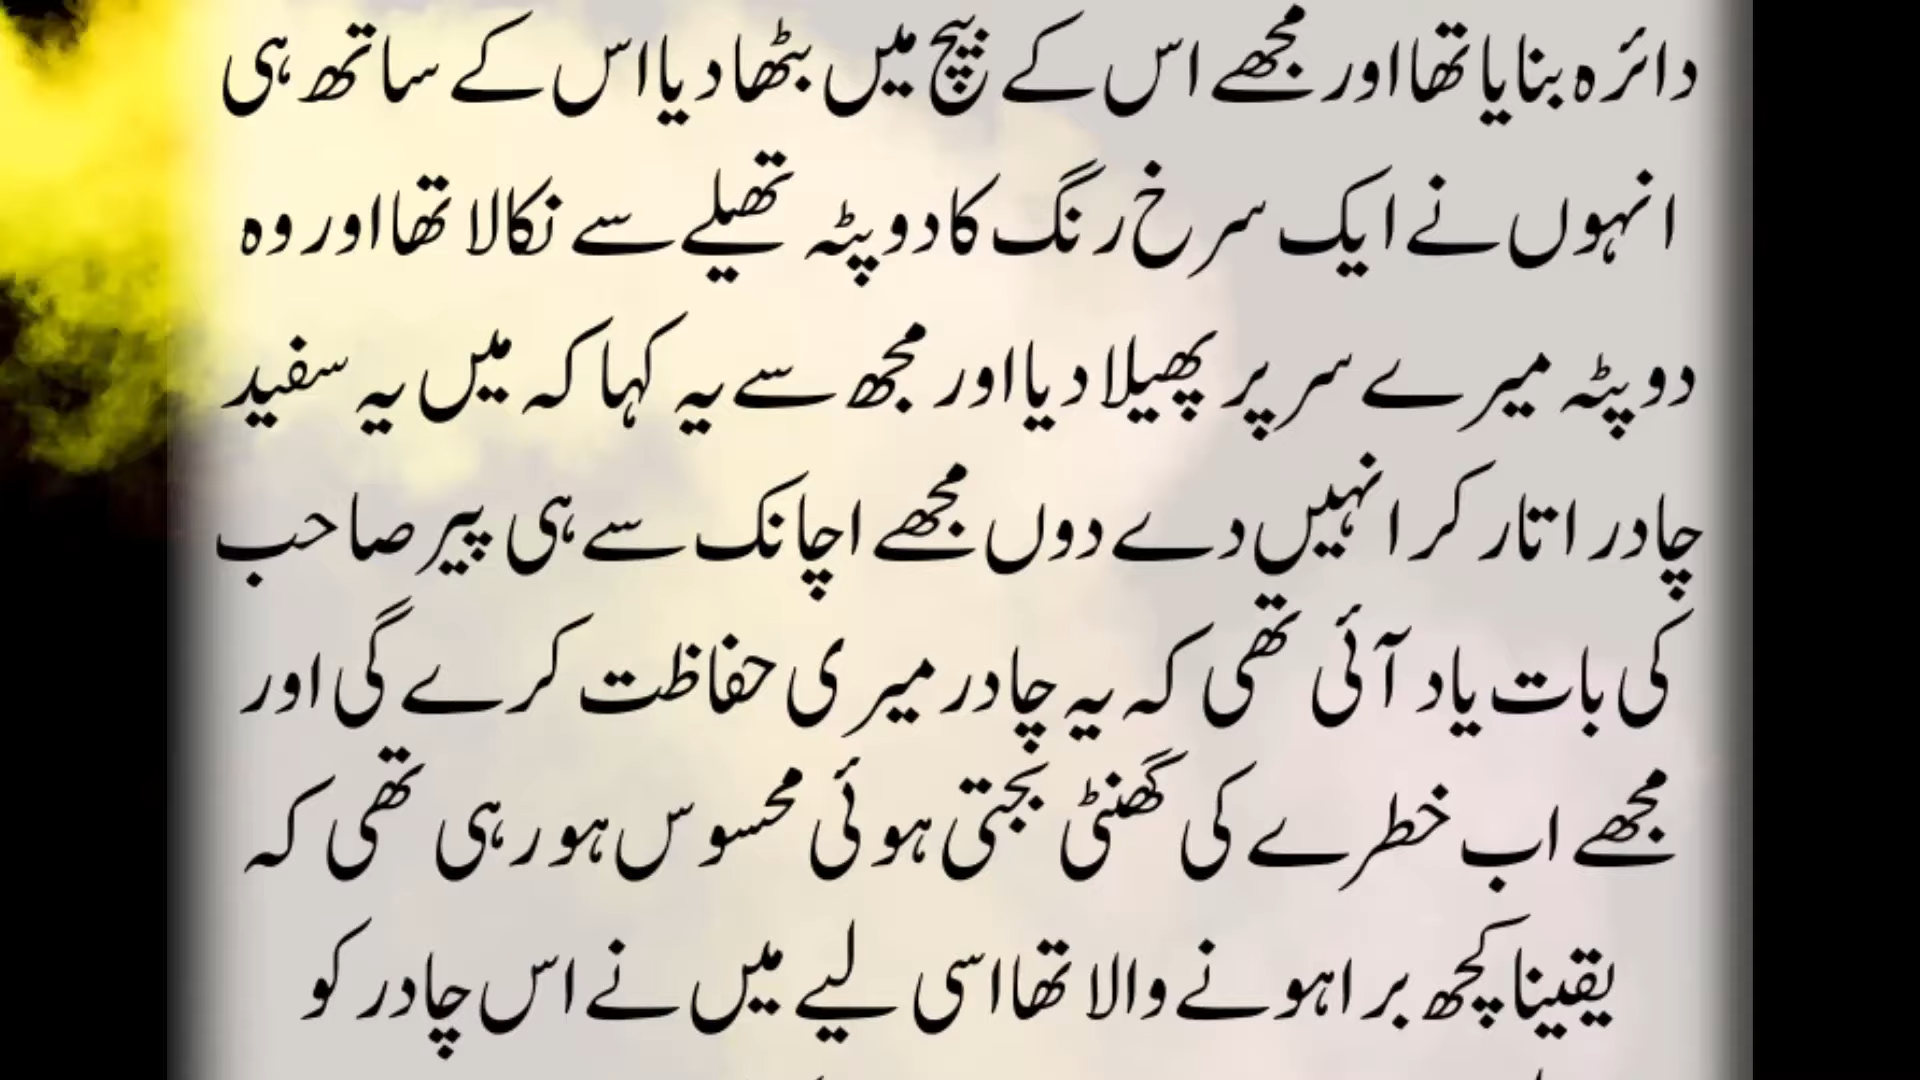 دائرہ بنایا تھا اور مجھے اس کے بیچ میں بٹھا دیا اس کے ساتھ ہی
انہوں نے ایک سرخ رنگ کا دوپٹہ تھیلے سے نکالا تھا اور وہ
دوپٹہ میرے سر پر پھیلا دیا اور مجھ سے یہ کہا کہ میں یہ سفید
چادر اتار کر انہیں دے دوں مجھے اچانک سے ہی پیر صاحب
کی بات یاد آئی تھی کہ یہ چادر میری حفاظت کرے گی اور
مجھے اب خطرے کی گھنٹی بجتی ہوئی محسوس ہو رہی تھی کہ
یقینا کچھ برا ہونے والا تھا اسی لیے میں نے اس چادر کو